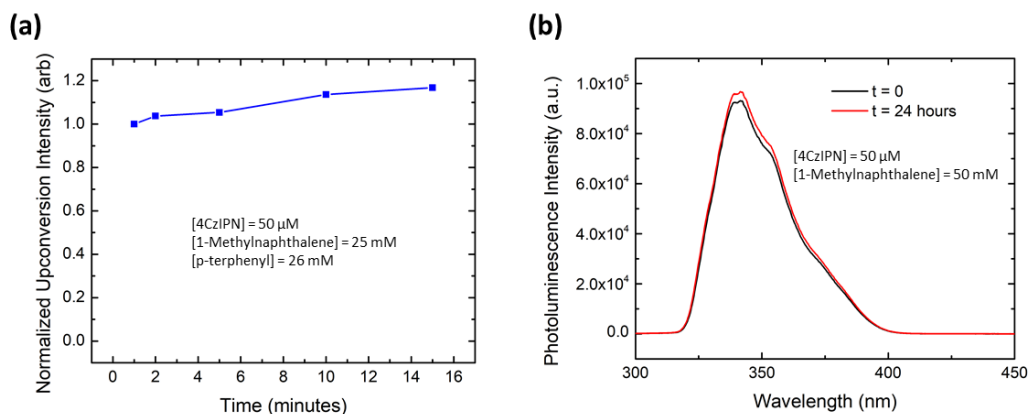 (a)
Normalized Upconversion Intensity (arb)
1.2
1.0
0.8
0.6
0.4
0.2
0.0
[4CzIPN] = 50 µM
[1-Methylnaphthalene] = 25 mM
[p-terphenyl] = 26 mM
0 2 4 6 8 10 12 14 16
Time (minutes)
(b)
Photoluminescence Intensity (a.u.)
1.0x10⁵
8.0x10⁴
6.0x10⁴
4.0x10⁴
2.0x10⁴
0.0
t = 0
t = 24 hours
[4CzIPN] = 50 µM
[1-Methylnaphthalene] = 50 mM
300 350 400 450
Wavelength (nm)